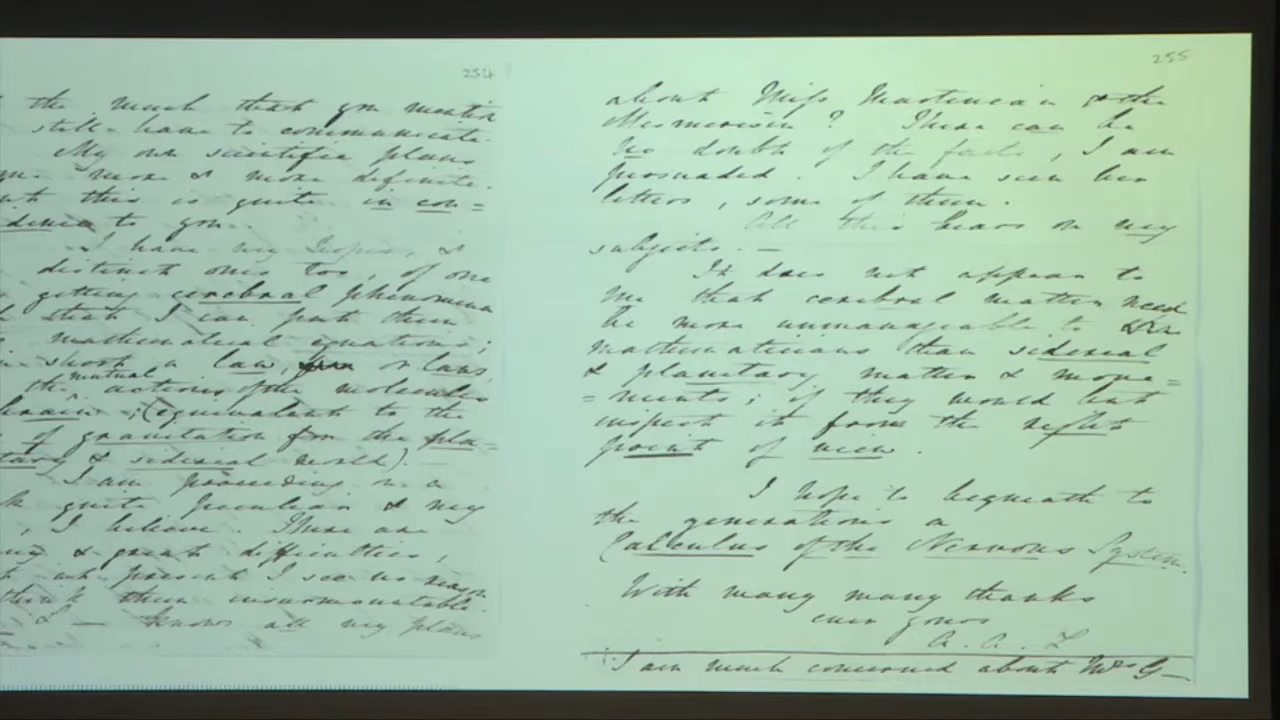 254
the much that you mention
still have to communicate.
My own scientific plans
more & more definite.
this is quite in con=
dence to you.
I have my hopes, &
distinct ones too, of one
getting cerebral phenomena
such that I can put them
mathematical equations;
in short a law, or laws,
the mutual actions of the molecules
brain; (equivalent to the
of gravitation for the pla=
tary & sidereal world).
I am proceeding on a
quite peculiar & my
, I believe. There are
& great difficulties,
at present I see no reason
think them insurmountable.
L— knows all my plans
255
about Miss Martineau & the
Mesmerism? There can be
no doubt of the facts, I am
persuaded. I have seen her
letters, some of them.
All this bears on my
subjects. —
It does not appear to
me that cerebral matter need
be more unmanageable to
mathematicians than sidereal
& planetary matter & move=
=ments; if they would but
inspect it from the right
point of view.
I hope to bequeath to
the generations a
Calculus of the Nervous System.
With many many thanks
ever yours
A. A. L
I am much concerned about Mrs G—